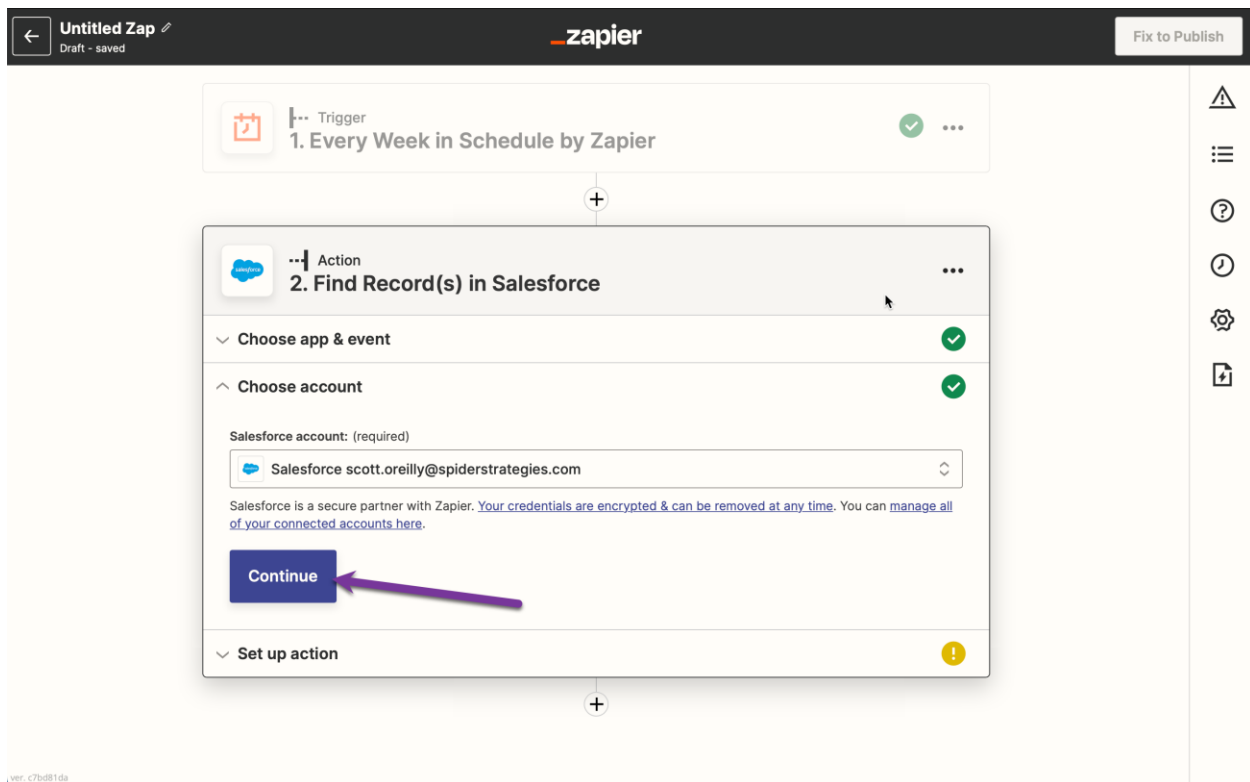 Untitled Zap
Draft - saved
_zapier
Fix to Publish
Trigger
1. Every Week in Schedule by Zapier
salesforce
Action
2. Find Record(s) in Salesforce
Choose app & event
Choose account
Salesforce account: (required)
Salesforce scott.oreilly@spiderstrategies.com
Salesforce is a secure partner with Zapier. Your credentials are encrypted & can be removed at any time. You can manage all
of your connected accounts here.
Continue
Set up action
ver. c7bd81da